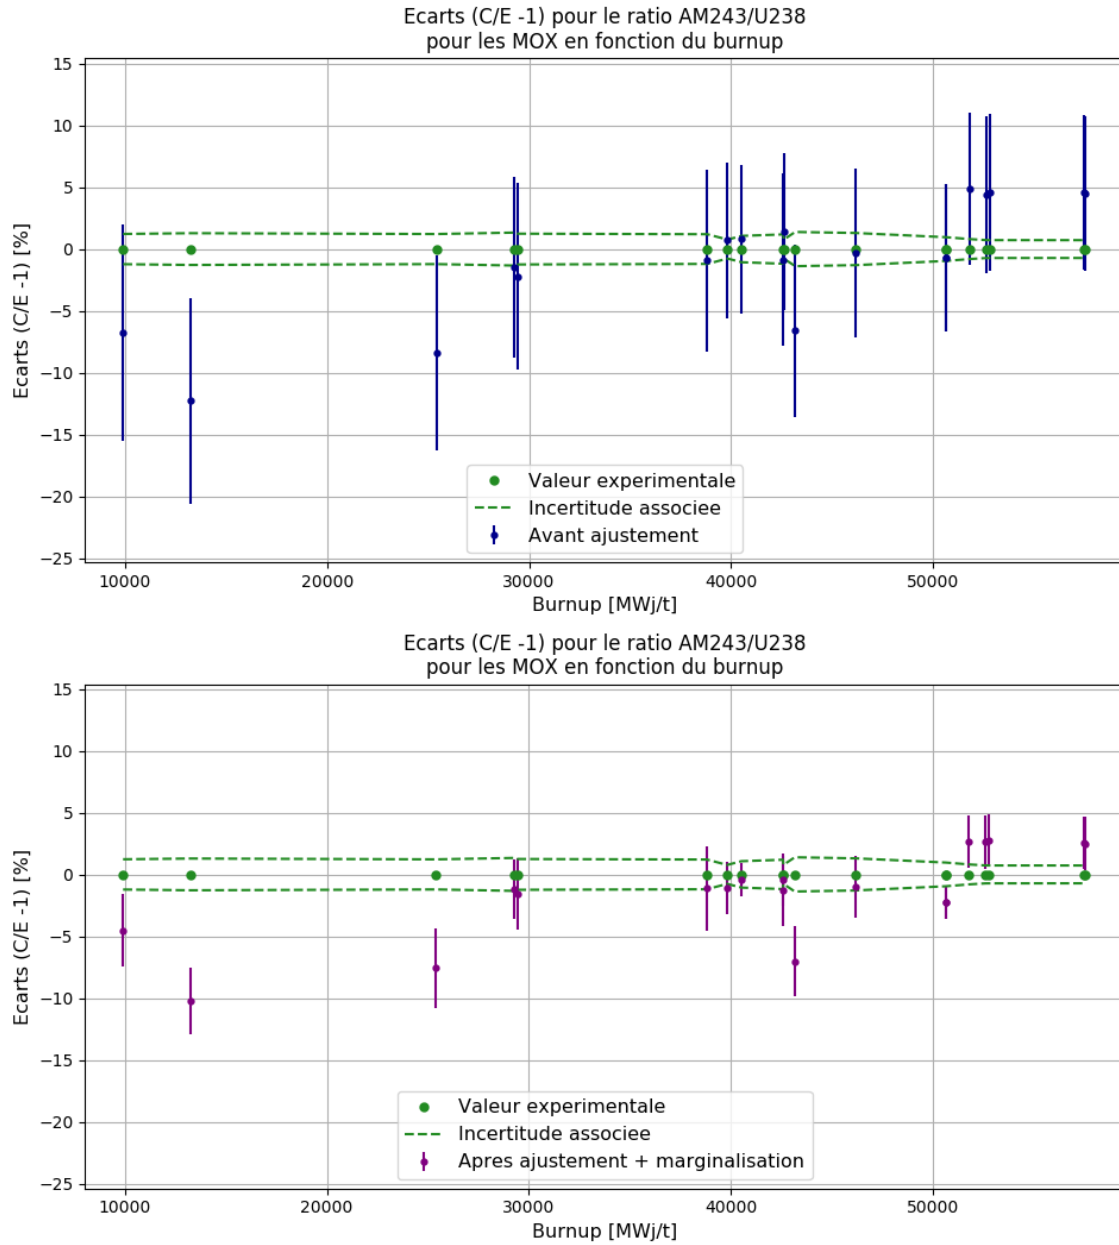 Ecarts (C/E -1) pour le ratio AM243/U238
pour les MOX en fonction du burnup
Ecarts (C/E -1) [%]
15
10
5
0
−5
−10
−15
−20
−25
Valeur experimentale
Incertitude associee
Avant ajustement
10000 20000 30000 40000 50000
Burnup [MWj/t]
Ecarts (C/E -1) pour le ratio AM243/U238
pour les MOX en fonction du burnup
Ecarts (C/E -1) [%]
15
10
5
0
−5
−10
−15
−20
−25
Valeur experimentale
Incertitude associee
Apres ajustement + marginalisation
10000 20000 30000 40000 50000
Burnup [MWj/t]